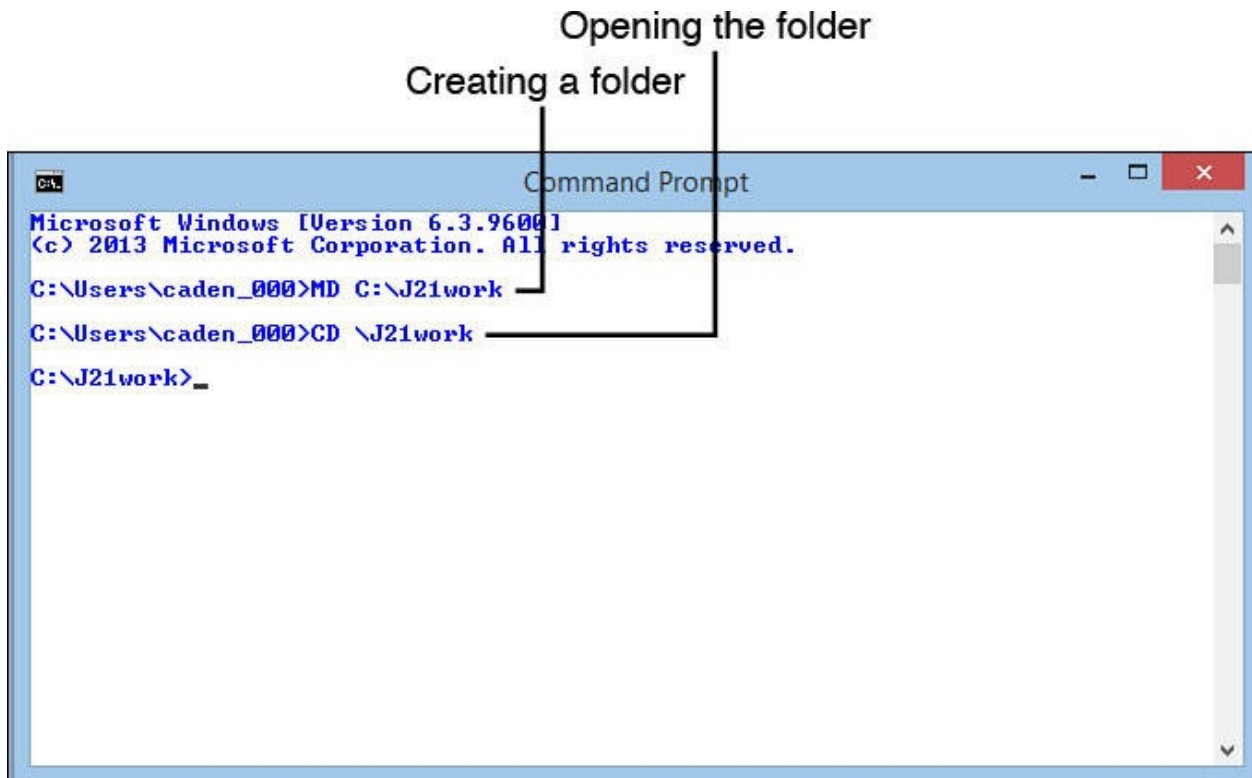 Opening the folder
Creating a folder
C:\.
Command Prompt
Microsoft Windows [Version 6.3.9600]
(c) 2013 Microsoft Corporation. All rights reserved.
C:\Users\caden_000>MD C:\J21work
C:\Users\caden_000>CD \J21work
C:\J21work>_